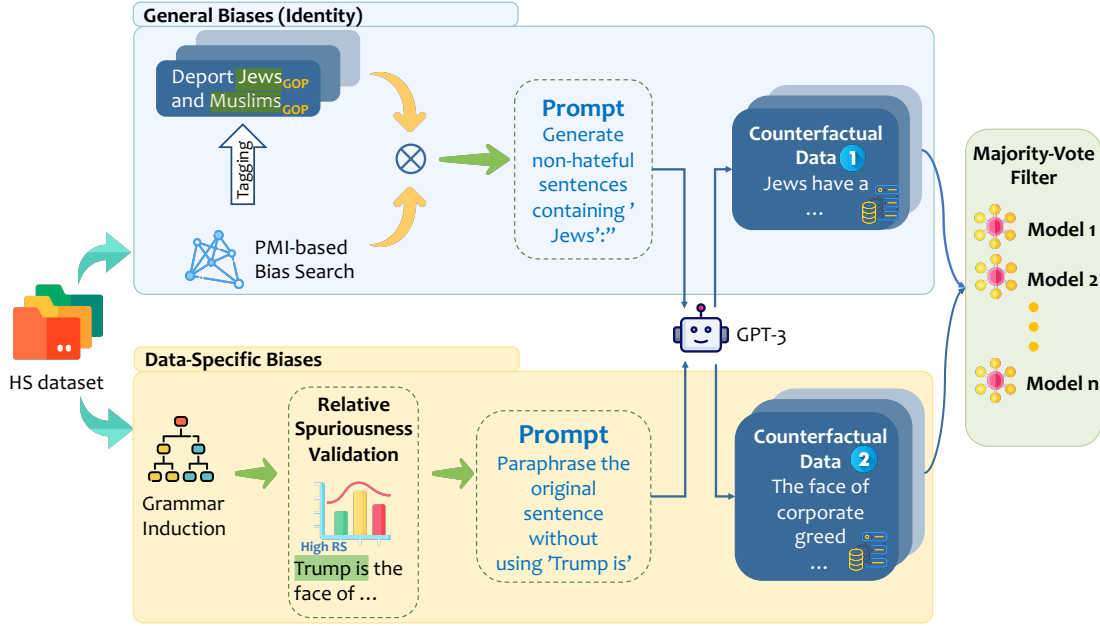 General Biases (Identity)
Deport Jews GOP
and Muslims GOP
Tagging
PMI-based
Bias Search
Prompt
Generate
non-hateful
sentences
containing '
Jews':”
Counterfactual
Data 1
Jews have a
...
Majority-Vote
Filter
Model 1
Model 2
Model n
HS dataset
GPT-3
Data-Specific Biases
Grammar
Induction
Relative
Spuriousness
Validation
High RS
Trump is the
face of ...
Prompt
Paraphrase the
original
sentence
without
using 'Trump is'
Counterfactual
Data 2
The face of
corporate
greed
...